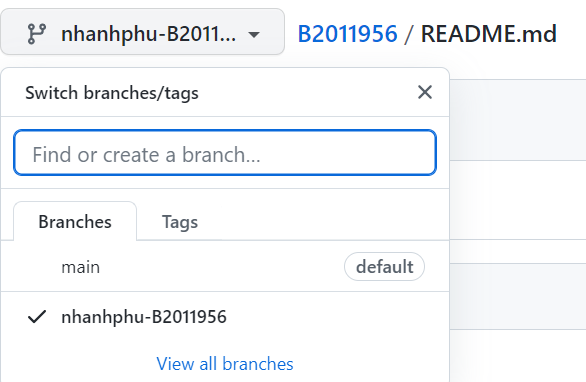 nhanhphu-B2011... B2011956 / README.md
Switch branches/tags
Find or create a branch...
Branches Tags
main default
nhanhphu-B2011956
View all branches